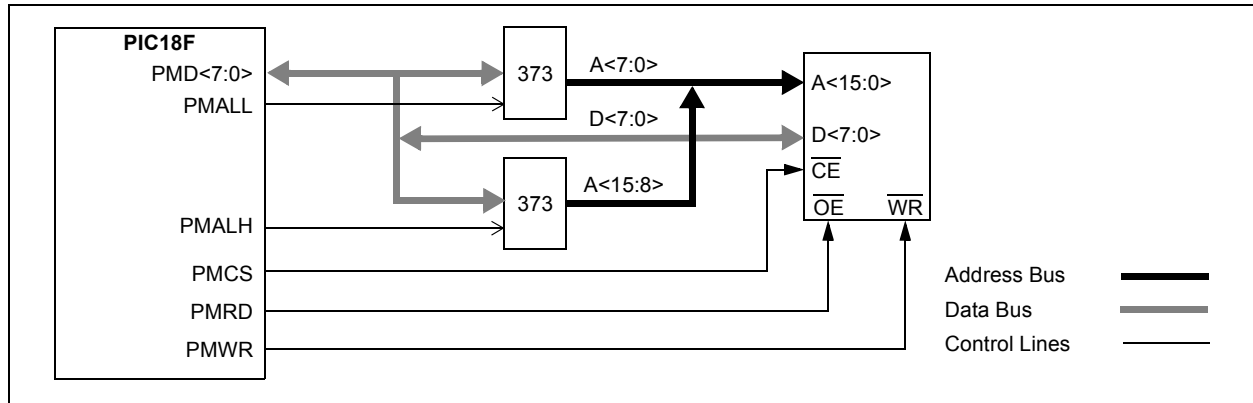 PIC18F
PMD<7:0>
PMALL
PMALH
PMCS
PMRD
PMWR
373
373
A<7:0>
D<7:0>
A<15:8>
A<15:0>
D<7:0>
CE
OE WR
Address Bus
Data Bus
Control Lines